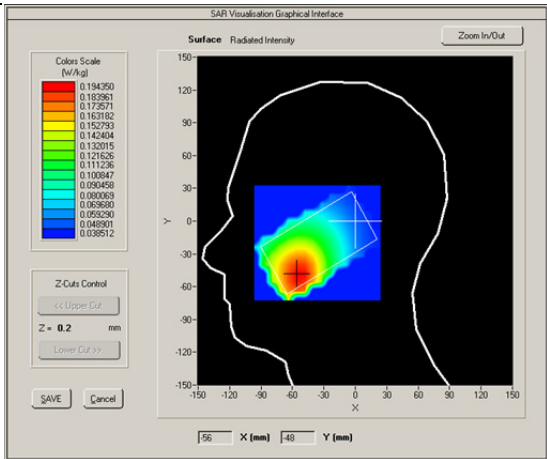 SAR Visualisation Graphical Interface
Surface Radiated Intensity
Zoom In/Out
Colors Scale
(W/kg)
0.194350
0.183961
0.173571
0.163182
0.152793
0.142404
0.132015
0.121626
0.111236
0.100847
0.090458
0.080069
0.069680
0.059290
0.048901
0.038512
Z-Cuts Control
<< Upper Cut
Z = 0.2 mm
Lower Cut >>
SAVE Cancel
150-
120-
90-
60-
30-
0-
-30-
-60-
-90-
-120-
-150-
Y
-150 -120 -90 -60 -30 0 30 60 90 120 150
X
-56 X (mm) -48 Y (mm)